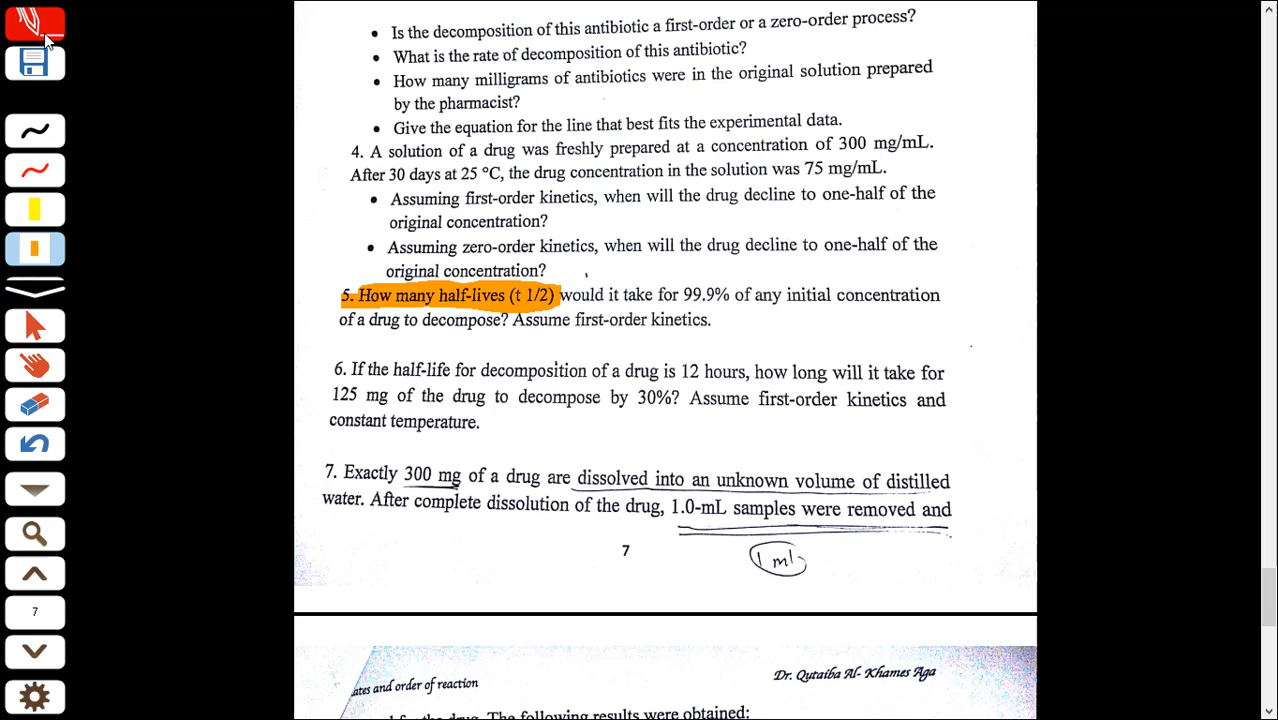 • Is the decomposition of this antibiotic a first-order or a zero-order process?
• What is the rate of decomposition of this antibiotic?
• How many milligrams of antibiotics were in the original solution prepared
by the pharmacist?
• Give the equation for the line that best fits the experimental data.
4. A solution of a drug was freshly prepared at a concentration of 300 mg/mL.
After 30 days at 25 °C, the drug concentration in the solution was 75 mg/mL.
• Assuming first-order kinetics, when will the drug decline to one-half of the
original concentration?
• Assuming zero-order kinetics, when will the drug decline to one-half of the
original concentration?
5. How many half-lives (t 1/2) would it take for 99.9% of any initial concentration
of a drug to decompose? Assume first-order kinetics.
6. If the half-life for decomposition of a drug is 12 hours, how long will it take for
125 mg of the drug to decompose by 30%? Assume first-order kinetics and
constant temperature.
7. Exactly 300 mg of a drug are dissolved into an unknown volume of distilled
water. After complete dissolution of the drug, 1.0-mL samples were removed and
7
1 ml
7
ates and order of reaction
Dr. Qutaiba Al- Khames Aga
for the drug. The following results were obtained: